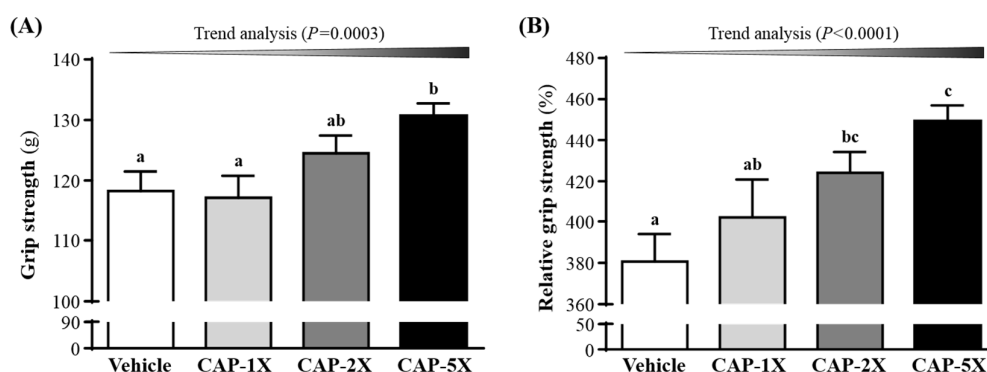 (A)
Trend analysis (P=0.0003)
Grip strength (g)
140
130
120
110
100
90
0
a
a
ab
b
Vehicle
CAP-1X
CAP-2X
CAP-5X
(B)
Trend analysis (P<0.0001)
Relative grip strength (%)
480
460
440
420
400
380
360
50
0
a
ab
bc
c
Vehicle
CAP-1X
CAP-2X
CAP-5X